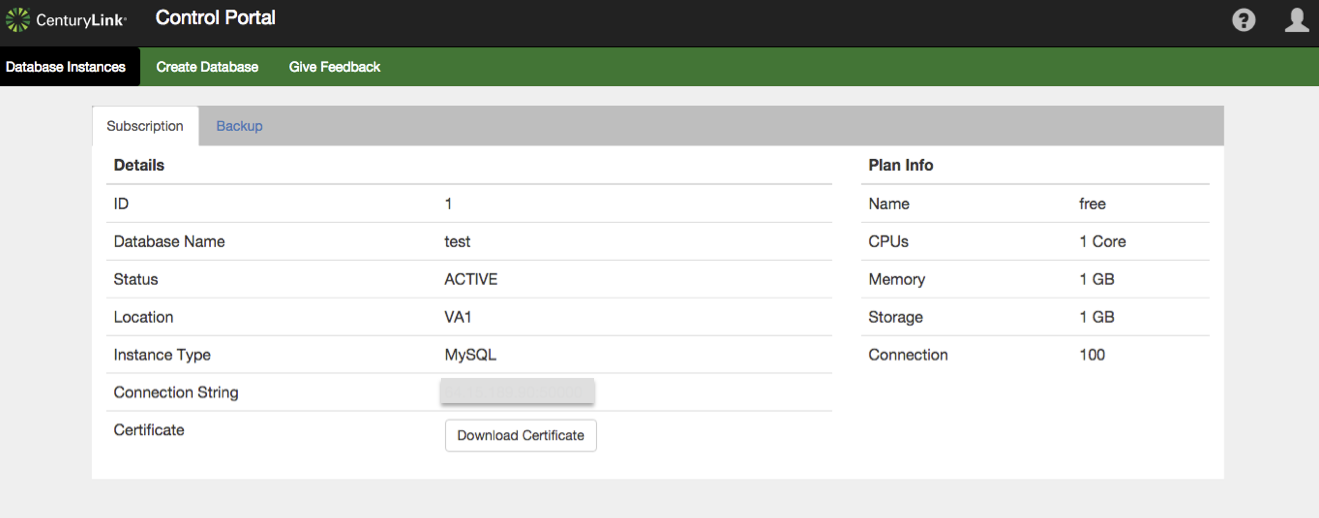 CenturyLink® Control Portal
Database Instances Create Database Give Feedback
Subscription Backup
Details Plan Info
ID 1 Name free
Database Name test CPUs 1 Core
Status ACTIVE Memory 1 GB
Location VA1 Storage 1 GB
Instance Type MySQL Connection 100
Connection String
Certificate Download Certificate